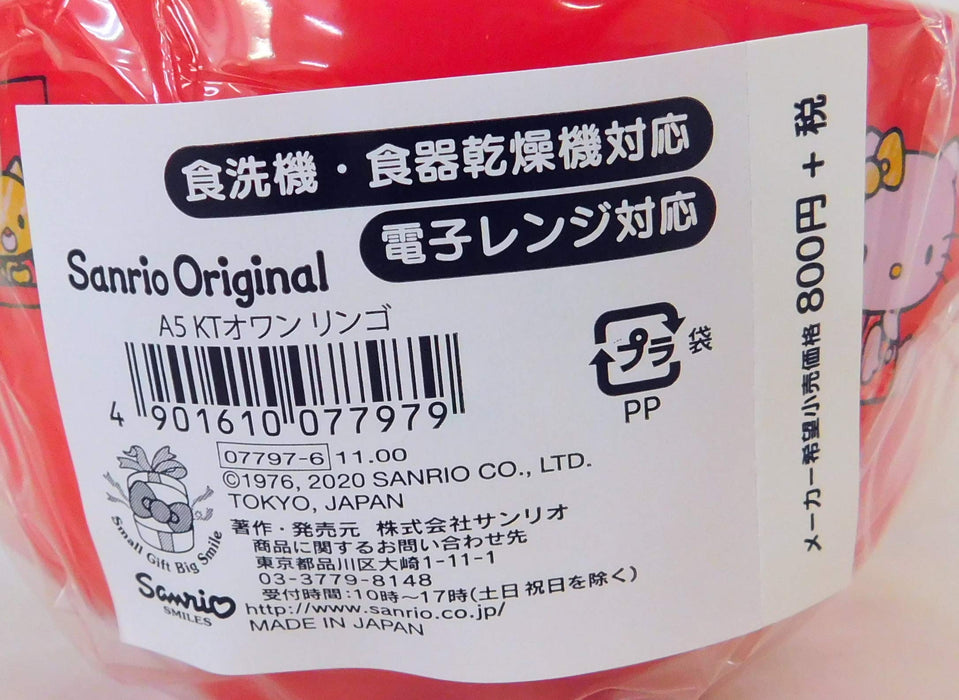 食洗機・食器乾燥機対応
電子レンジ対応
Sanrio Original
A5 KTオワン リンゴ
4 901610 077979
プラ
袋
PP
07797-6 11.00
©1976, 2020 SANRIO CO., LTD.
TOKYO, JAPAN
著作・発売元 株式会社サンリオ
商品に関するお問い合わせ先
東京都品川区大崎1-11-1
03-3779-8148
受付時間:10時〜17時(土日祝日を除く)
http://www.sanrio.co.jp/
MADE IN JAPAN
Small Gift Big Smile
Sanrio
SMILES
メーカー希望小売価格 800円 + 税